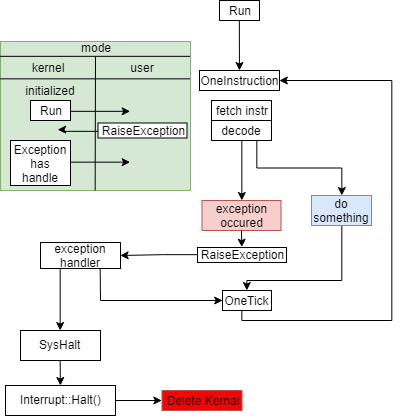 Run
mode
kernel
user
initialized
Run
RaiseException
Exception
has
handle
OneInstruction
fetch instr
decode
exception
occured
do
something
exception
handler
RaiseException
OneTick
SysHalt
Interrupt::Halt()
Delete Kernal